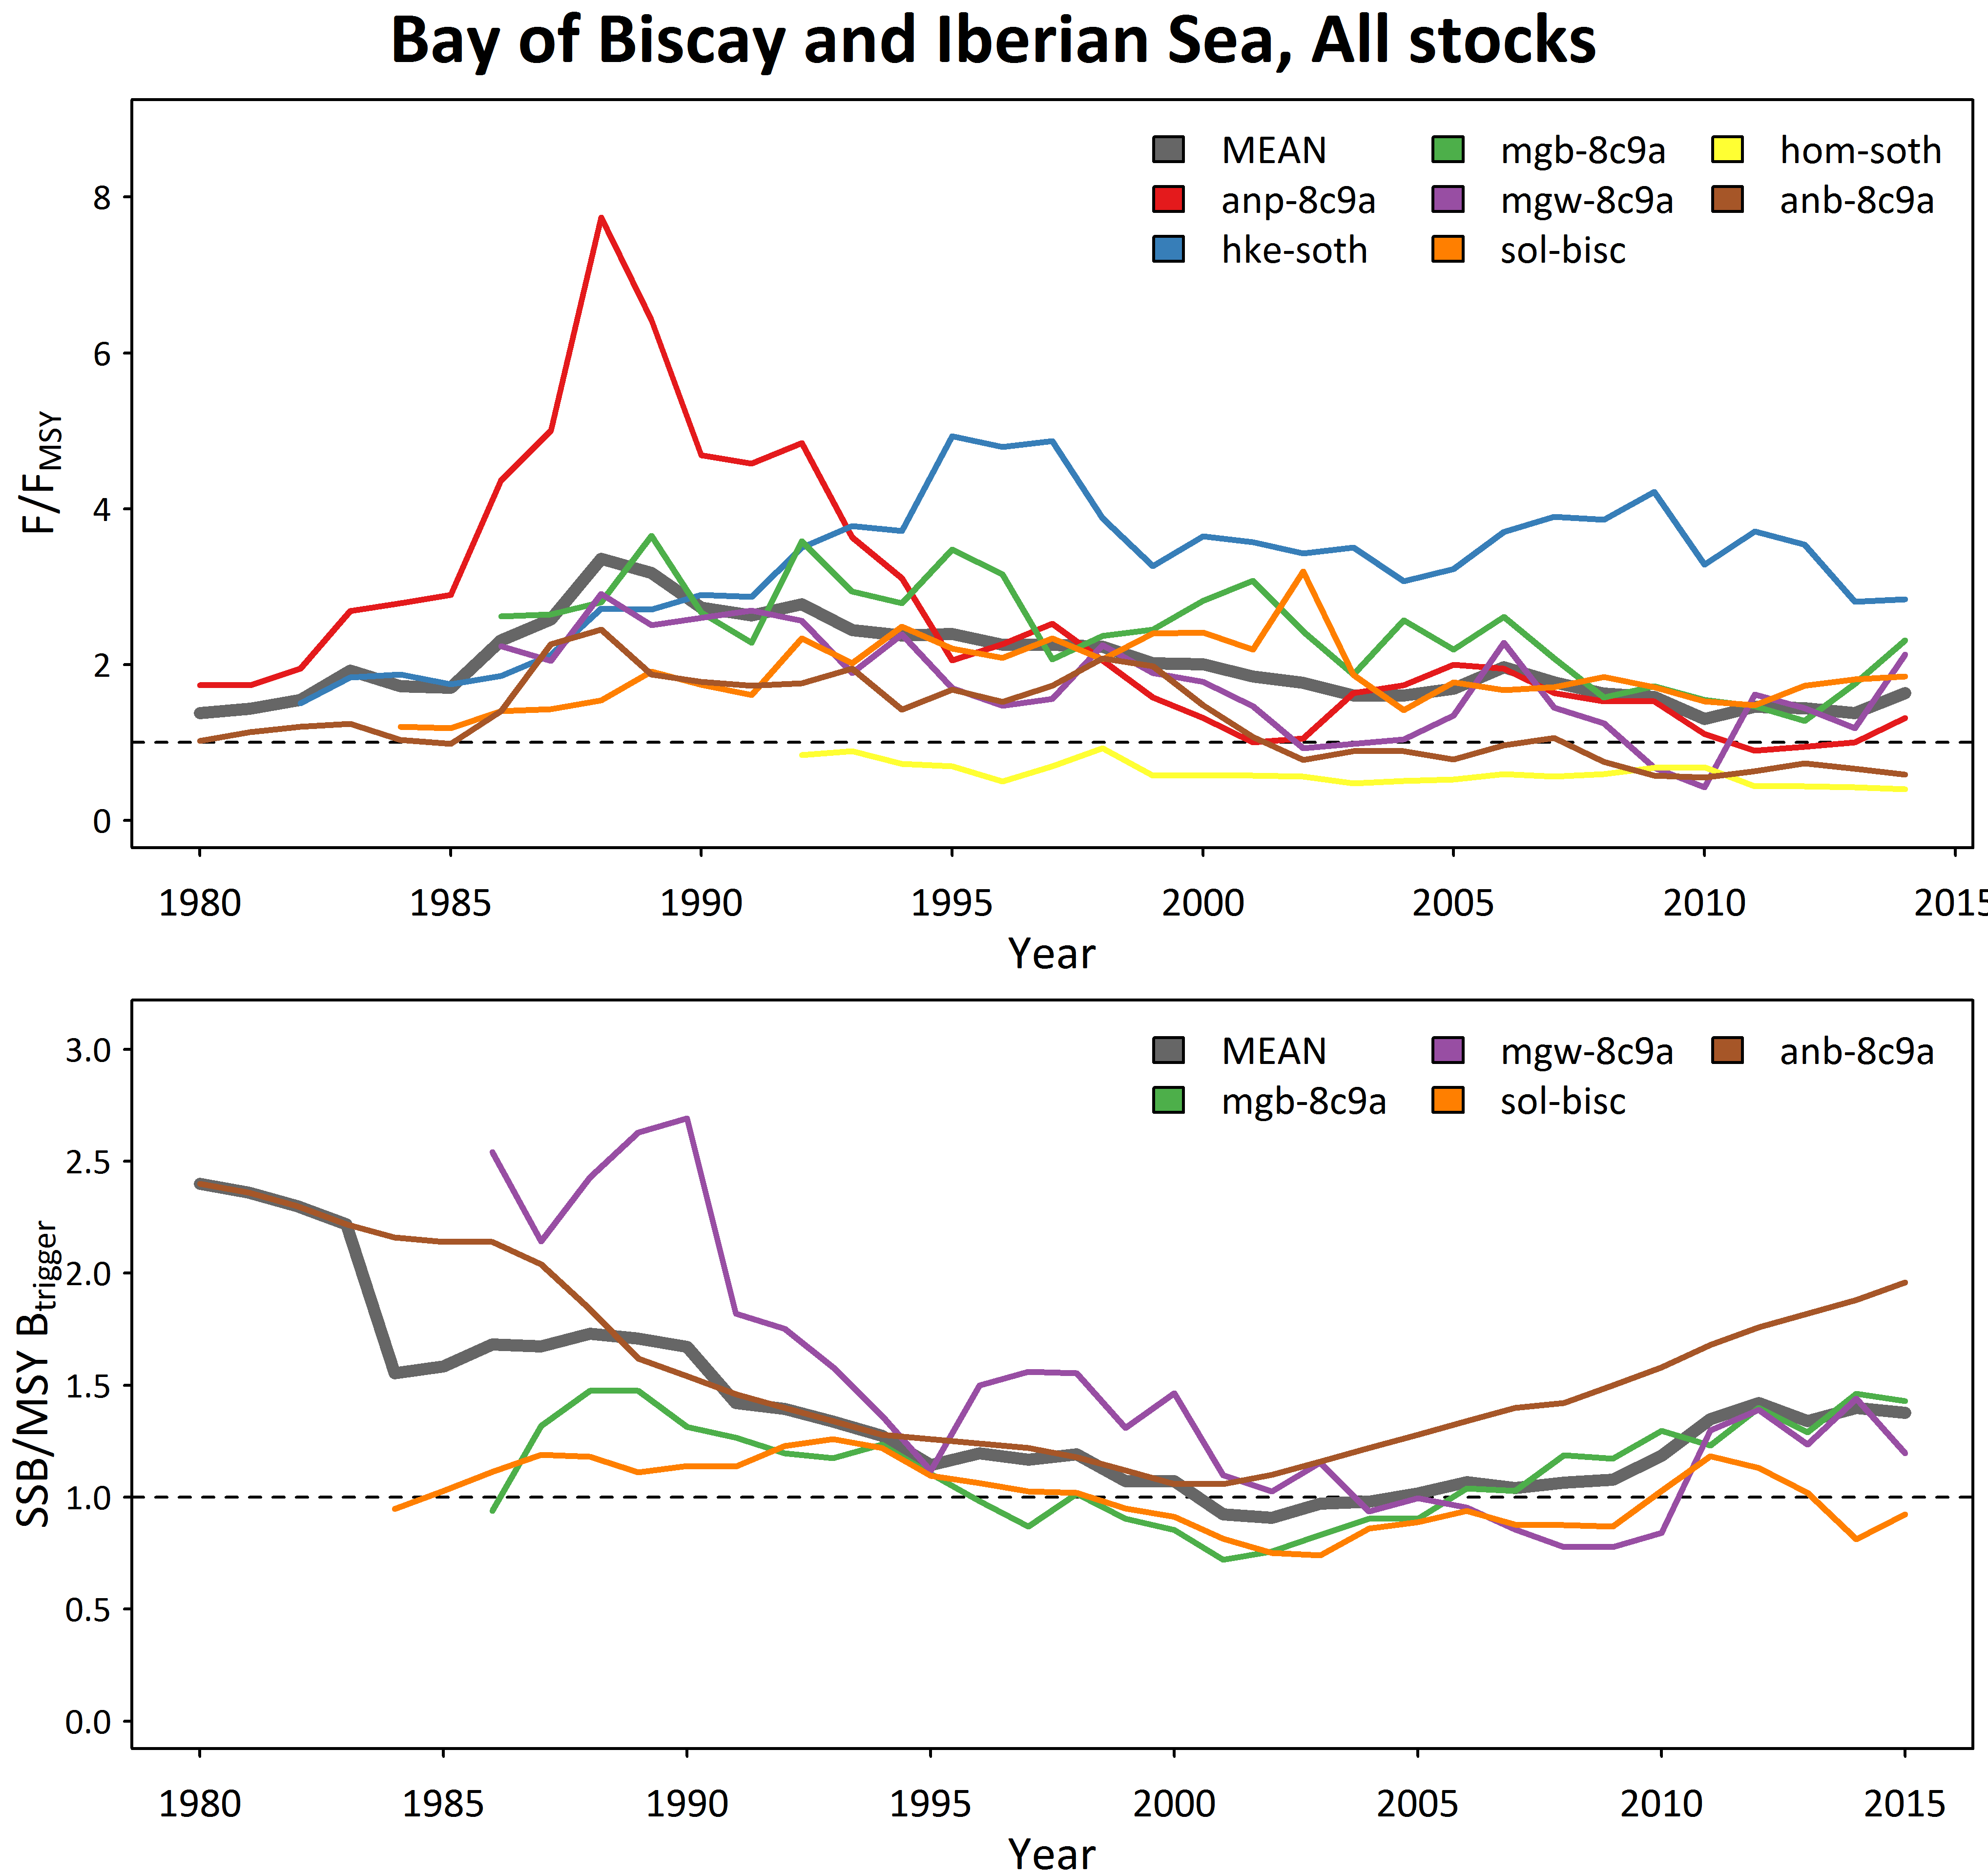 Bay of Biscay and Iberian Sea, All stocks
MEAN mgb-8c9a hom-soth
anp-8c9a mgw-8c9a anb-8c9a
hke-soth sol-bisc
8
6
4
2
0
F/FMSY
1980 1985 1990 1995 2000 2005 2010 2015
Year
MEAN mgw-8c9a anb-8c9a
mgb-8c9a sol-bisc
3.0
2.5
2.0
1.5
1.0
0.5
0.0
SSB/MSY Btrigger
1980 1985 1990 1995 2000 2005 2010 2015
Year